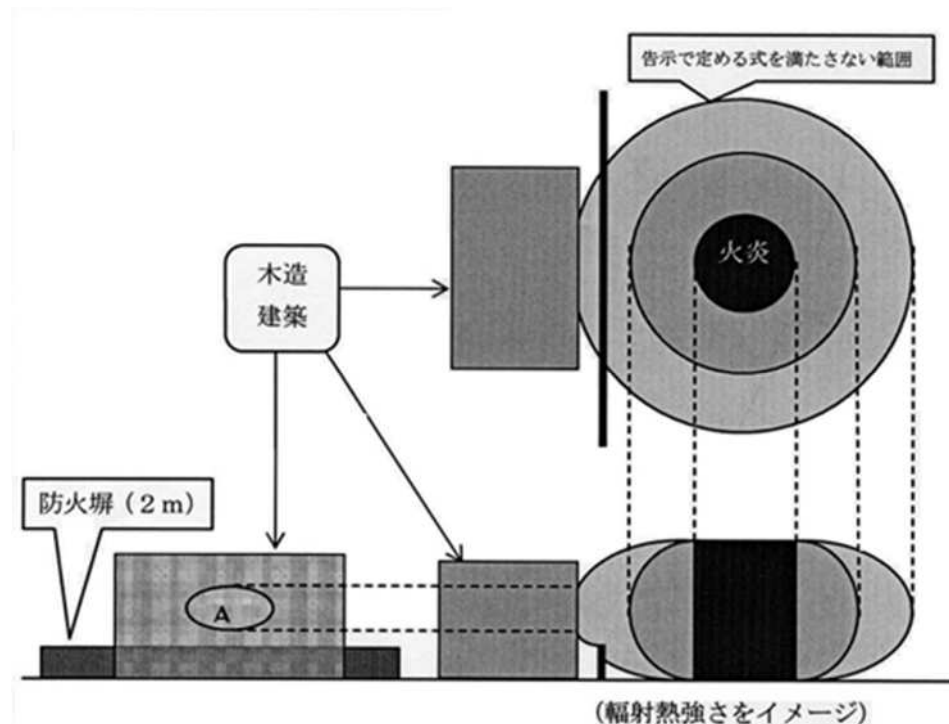 告示で定める式を満たさない範囲
火炎
木造
建築
防火塀（2m）
A
（輻射熱強さをイメージ）